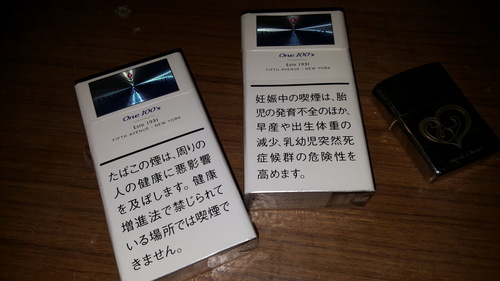 One 100's
ESTD 1931
FIFTH AVENUE · NEW YORK
たばこの煙は、周りの
人の健康に悪影響
を及ぼします。健康
増進法で禁じられて
いる場所では喫煙で
きません。
One 100's
ESTD 1931
FIFTH AVENUE · NEW YORK
妊娠中の喫煙は、胎
児の発育不全のほか、
早産や出生体重の
減少、乳幼児突然死
症候群の危険性を
高めます。